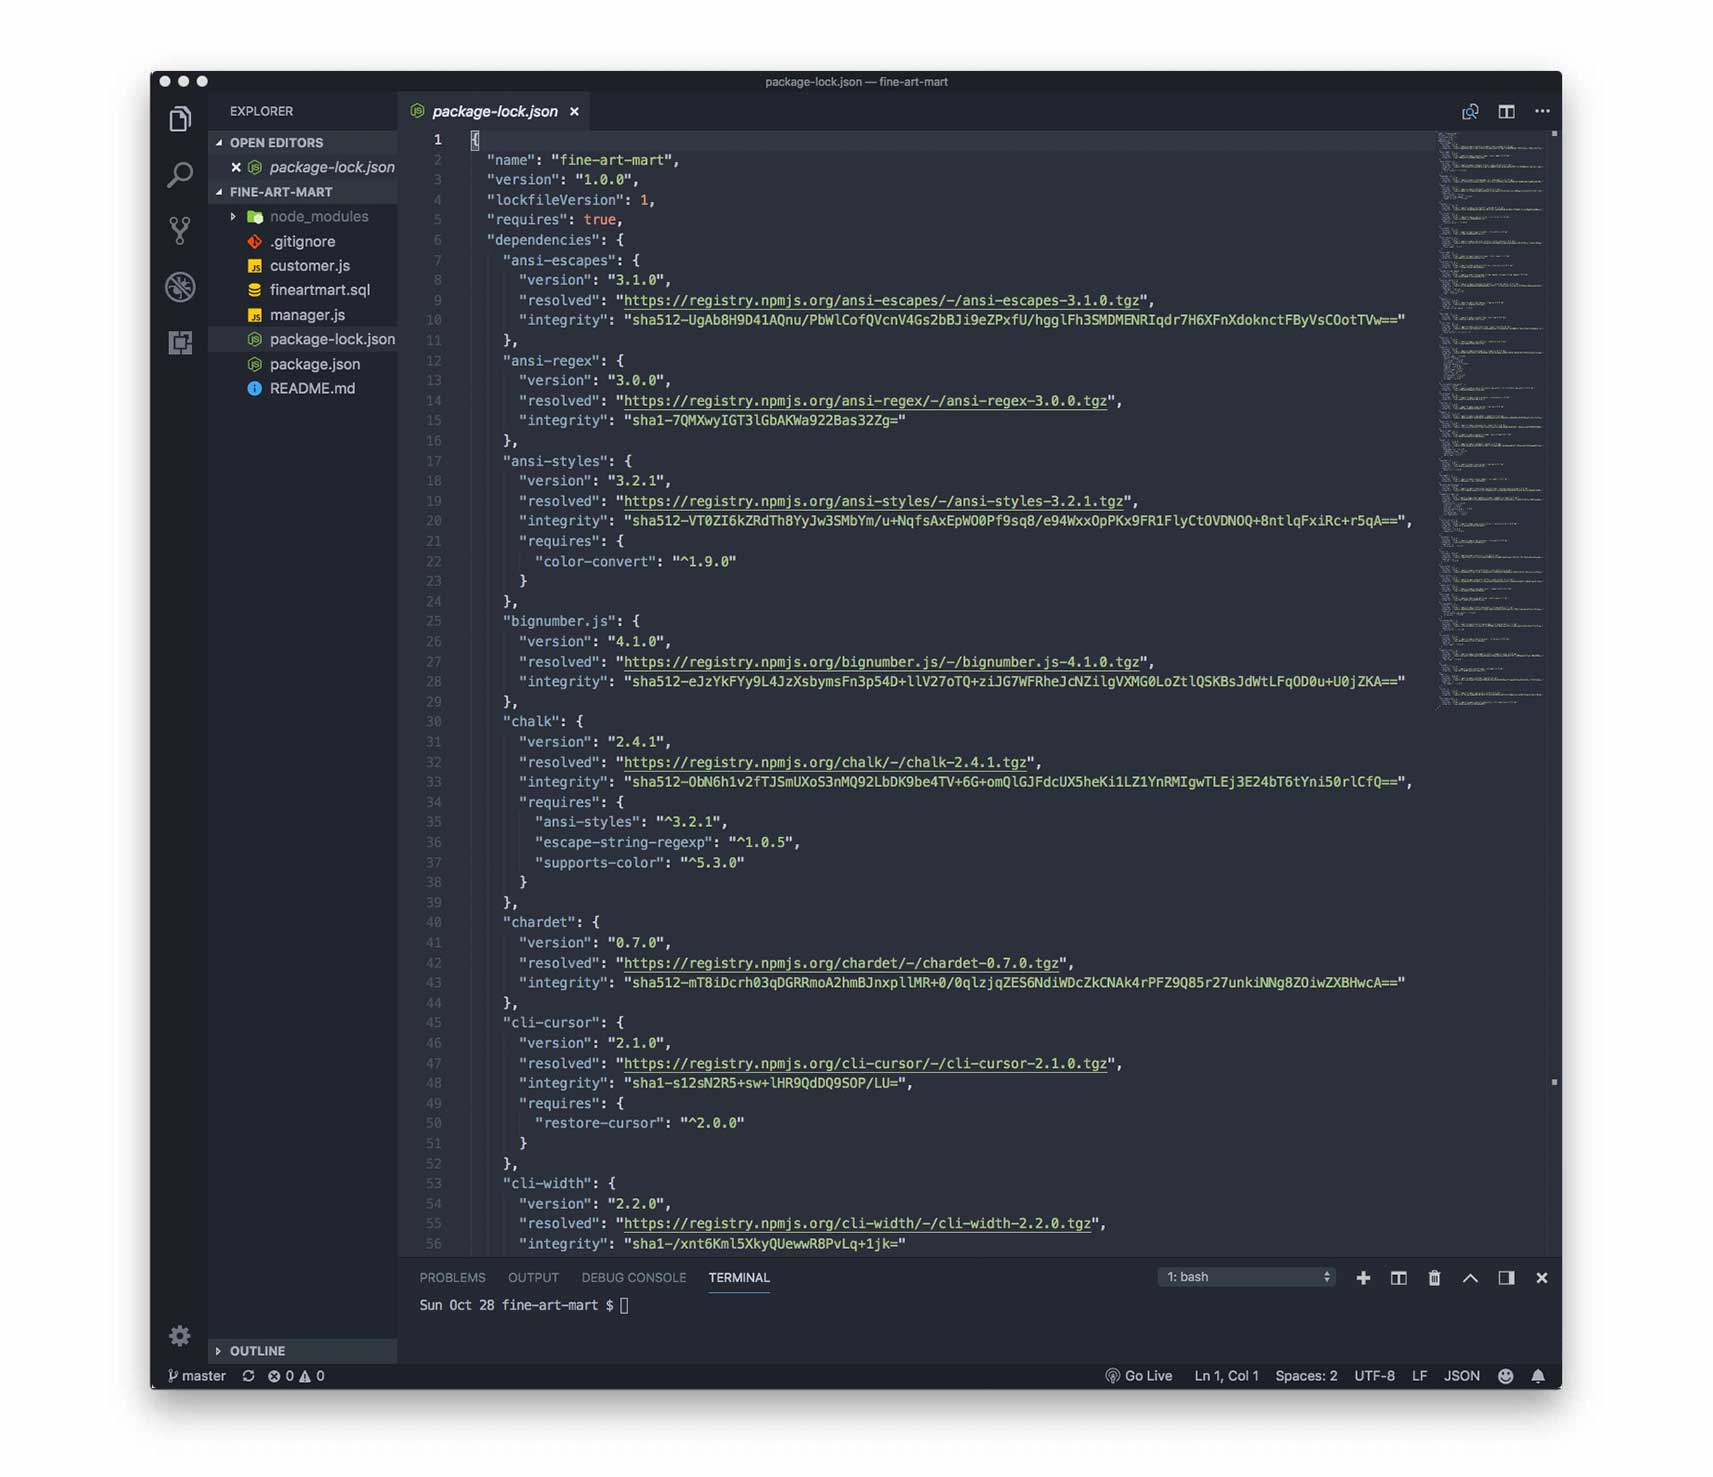 package-lock.json — fine-art-mart
EXPLORER
OPEN EDITORS
package-lock.json
FINE-ART-MART
node_modules
.gitignore
customer.js
fineartmart.sql
manager.js
package-lock.json
package.json
README.md
OUTLINE
package-lock.json
1 {
2 "name": "fine-art-mart",
3 "version": "1.0.0",
4 "lockfileVersion": 1,
5 "requires": true,
6 "dependencies": {
7 "ansi-escapes": {
8 "version": "3.1.0",
9 "resolved": "https://registry.npmjs.org/ansi-escapes/-/ansi-escapes-3.1.0.tgz",
10 "integrity": "sha512-UgAb8H9D41AQnu/PbWlCofQVcnV4Gs2bBJi9eZPxfU/hgglFh3SMDMENRIqdr7H6XFnXdoknctFByVsCOotTVw=="
11 },
12 "ansi-regex": {
13 "version": "3.0.0",
14 "resolved": "https://registry.npmjs.org/ansi-regex/-/ansi-regex-3.0.0.tgz",
15 "integrity": "sha1-7QMXwyIGT3lGbAKWa922Bas32Zg="
16 },
17 "ansi-styles": {
18 "version": "3.2.1",
19 "resolved": "https://registry.npmjs.org/ansi-styles/-/ansi-styles-3.2.1.tgz",
20 "integrity": "sha512-VT0ZI6kZRdTh8YyJw3SMbYm/u+NqfsAxEpWO0Pf9sq8/e94WxxOpPKx9FR1FlyCtOVDNOQ+8ntlqFxiRc+r5qA==",
21 "requires": {
22 "color-convert": "^1.9.0"
23 }
24 },
25 "bignumber.js": {
26 "version": "4.1.0",
27 "resolved": "https://registry.npmjs.org/bignumber.js/-/bignumber.js-4.1.0.tgz",
28 "integrity": "sha512-eJzYkFYy9L4JzXsbymsFn3p54D+llV27oTQ+ziJG7WFRheJcNZilgVXMG0LoZtlQSKBsJdWtLFqOD0u+U0jZKA=="
29 },
30 "chalk": {
31 "version": "2.4.1",
32 "resolved": "https://registry.npmjs.org/chalk/-/chalk-2.4.1.tgz",
33 "integrity": "sha512-ObN6h1v2fTJSmUXoS3nMQ92LbDK9be4TV+6G+omQlGJFdcUX5heKi1LZ1YnRMIgwTLEj3E24bT6tYni50rlCfQ==",
34 "requires": {
35 "ansi-styles": "^3.2.1",
36 "escape-string-regexp": "^1.0.5",
37 "supports-color": "^5.3.0"
38 }
39 },
40 "chardet": {
41 "version": "0.7.0",
42 "resolved": "https://registry.npmjs.org/chardet/-/chardet-0.7.0.tgz",
43 "integrity": "sha512-mT8iDcrh03qDGRRmoA2hmBJnxpllMR+0/0qlzjqZES6NdiWDcZkCNAk4rPFZ9Q85r27unkiNNg8ZOiwZXBHwcA=="
44 },
45 "cli-cursor": {
46 "version": "2.1.0",
47 "resolved": "https://registry.npmjs.org/cli-cursor/-/cli-cursor-2.1.0.tgz",
48 "integrity": "sha1-s12sN2R5+sw+lHR9QdDQ9SOP/LU=",
49 "requires": {
50 "restore-cursor": "^2.0.0"
51 }
52 },
53 "cli-width": {
54 "version": "2.2.0",
55 "resolved": "https://registry.npmjs.org/cli-width/-/cli-width-2.2.0.tgz",
56 "integrity": "sha1-/xnt6Kml5XkyQUewwR8PvLq+1jk="
PROBLEMS OUTPUT DEBUG CONSOLE TERMINAL 1: bash
Sun Oct 28 fine-art-mart $
master 0 0 Go Live Ln 1, Col 1 Spaces: 2 UTF-8 LF JSON